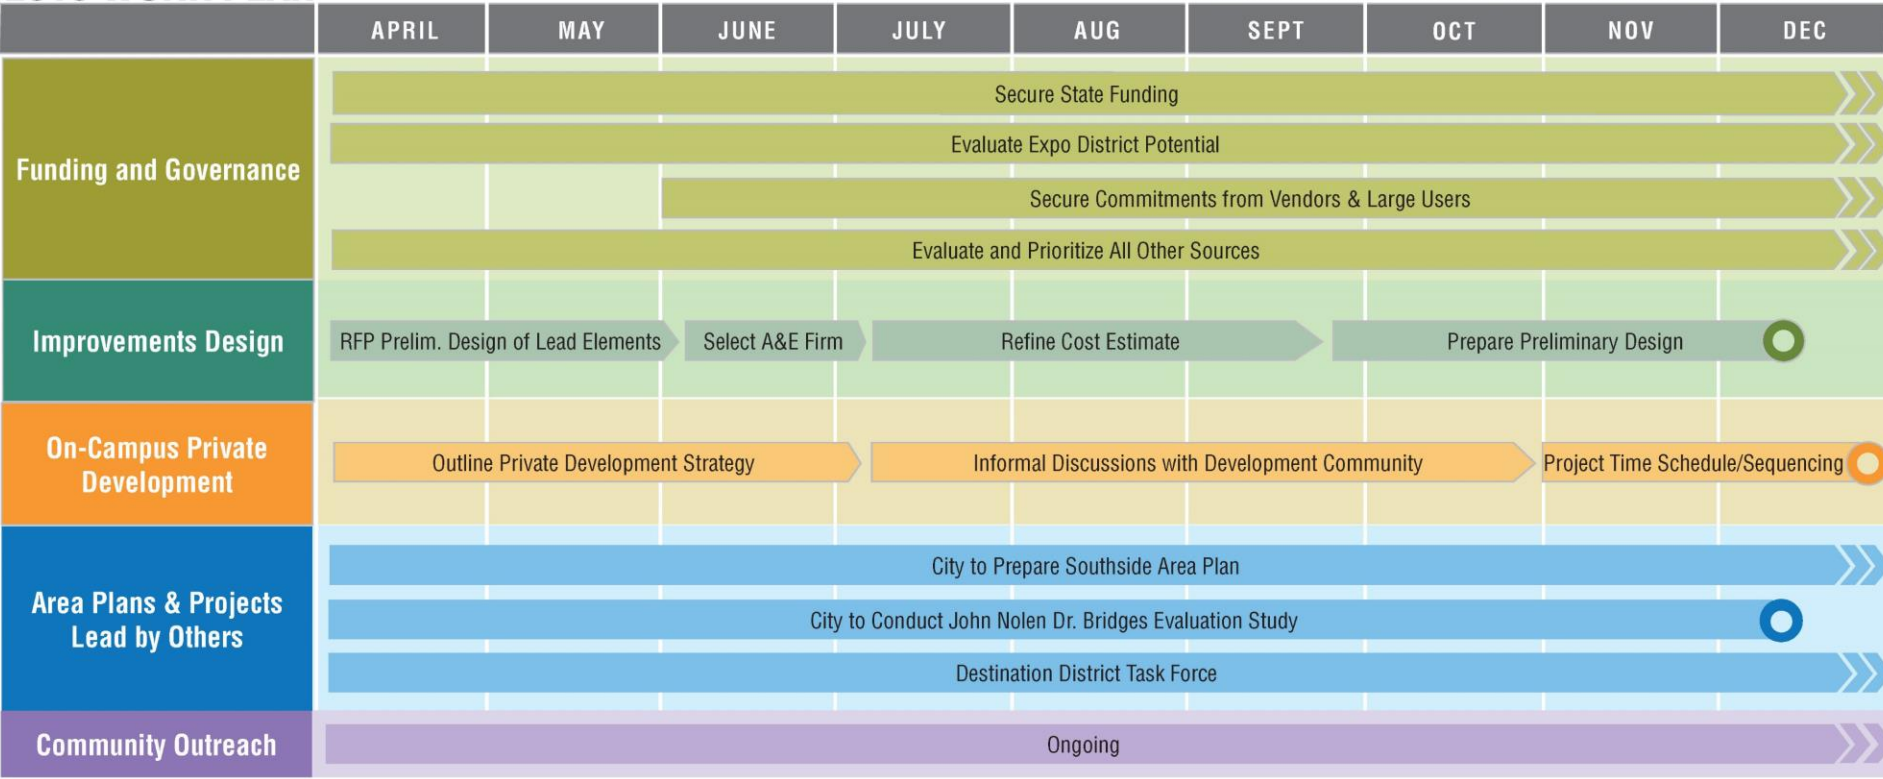 APRIL MAY JUNE JULY AUG SEPT OCT NOV DEC
Funding and Governance
Secure State Funding
Evaluate Expo District Potential
Secure Commitments from Vendors & Large Users
Evaluate and Prioritize All Other Sources
Improvements Design
RFP Prelim. Design of Lead Elements Select A&E Firm Refine Cost Estimate Prepare Preliminary Design
On-Campus Private
Development
Outline Private Development Strategy Informal Discussions with Development Community Project Time Schedule/Sequencing
Area Plans & Projects
Lead by Others
City to Prepare Southside Area Plan
City to Conduct John Nolen Dr. Bridges Evaluation Study
Destination District Task Force
Community Outreach
Ongoing